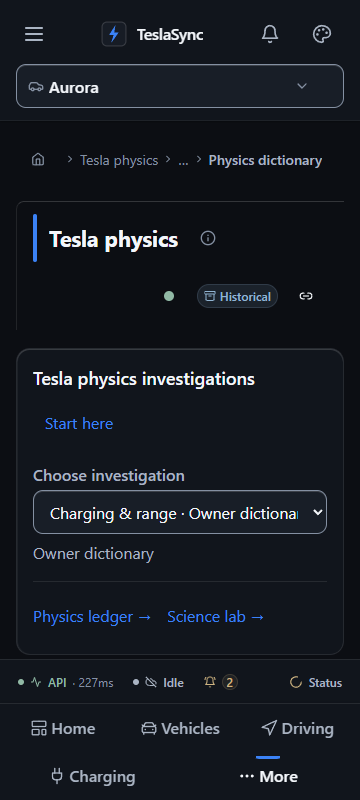 TeslaSync
Aurora
Tesla physics ... Physics dictionary
Tesla physics
Historical
Tesla physics investigations
Start here
Choose investigation
Charging & range · Owner dictionar
Owner dictionary
Physics ledger → Science lab →
API · 227ms Idle 2 Status
Home Vehicles Driving
Charging More